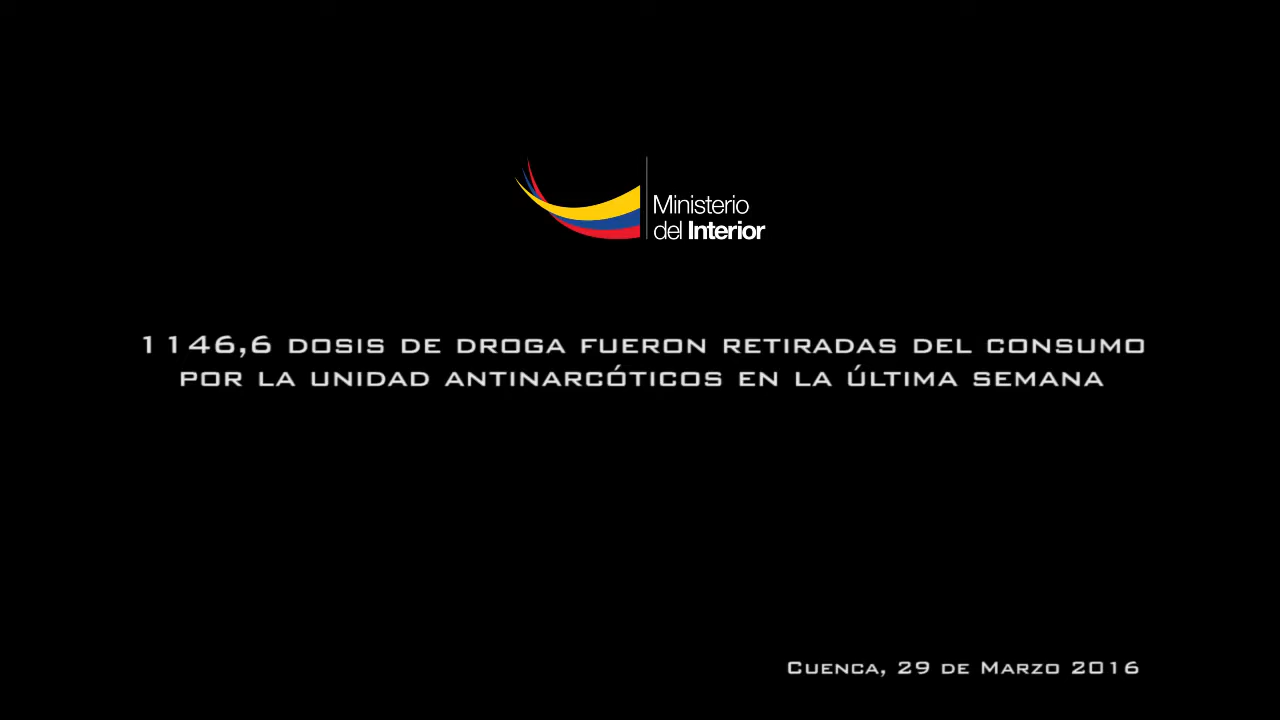 Ministerio
del Interior
1146,6 DOSIS DE DROGA FUERON RETIRADAS DEL CONSUMO
POR LA UNIDAD ANTINARCÓTICOS EN LA ÚLTIMA SEMANA
CUENCA, 29 DE MARZO 2016